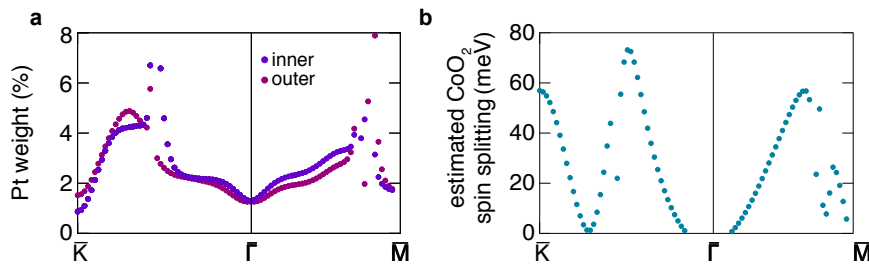 a
b
Pt weight (%)
8
6
4
2
0
inner
outer
K̅
Γ̅
M̅
estimated CoO₂
spin splitting (meV)
80
60
40
20
0
K̅
Γ̅
M̅